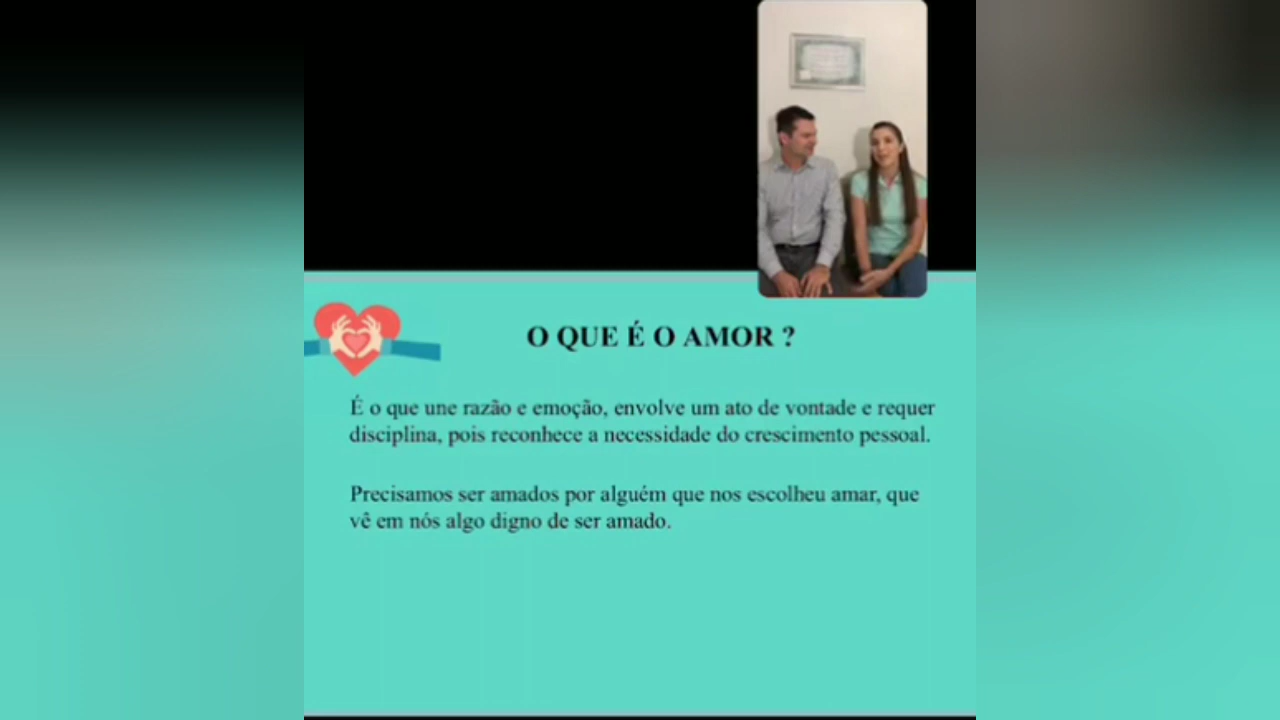 O QUE É O AMOR ?
É o que une razão e emoção, envolve um ato de vontade e requer
disciplina, pois reconhece a necessidade do crescimento pessoal.
Precisamos ser amados por alguém que nos escolheu amar, que
vê em nós algo digno de ser amado.